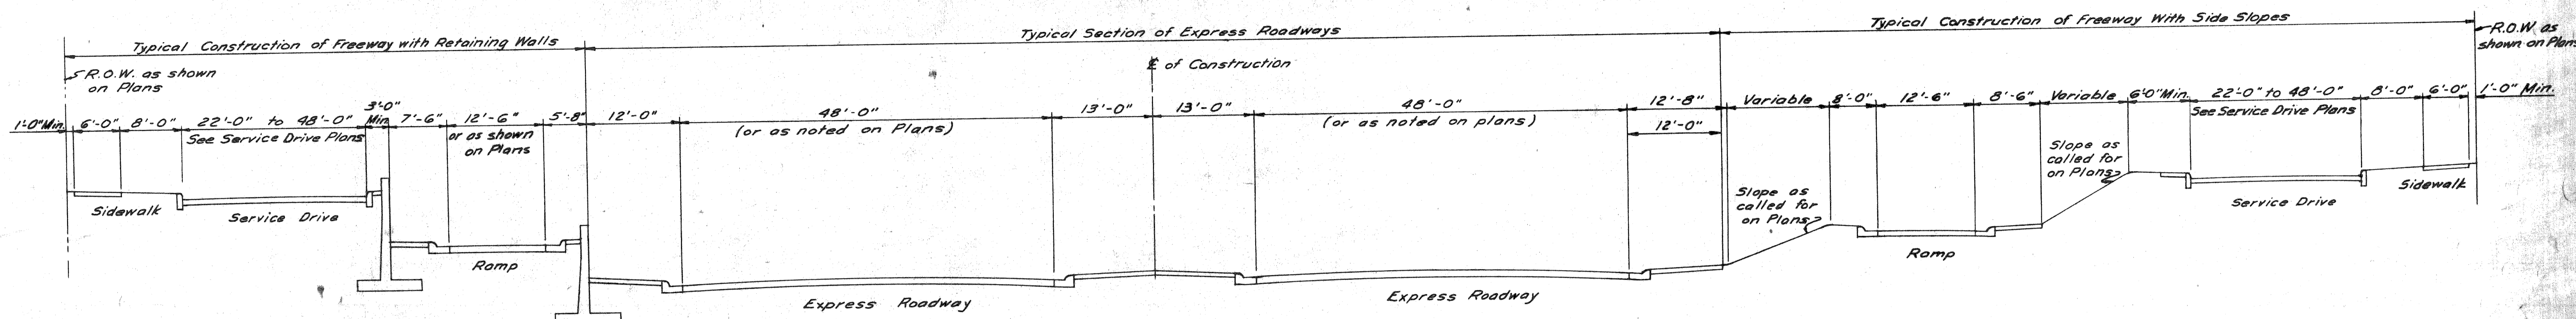 Typical Construction of Freeway with Retaining Walls
Typical Section of Express Roadways
Typical Construction of Freeway With Side Slopes
R.O.W. as shown
on Plans
℄ of Construction
R.O.W. as
shown on Plans
1'-0" Min.
6'-0"
8'-0"
22'-0" to 48'-0"
See Service Drive Plans
3'-0"
Min.
7'-6"
12'-6"
or as shown
on Plans
5'-8"
12'-0"
48'-0"
(or as noted on Plans)
13'-0"
13'-0"
48'-0"
(or as noted on plans)
12'-8"
12'-0"
Variable
8'-0"
12'-6"
8'-6"
Variable
6'-0" Min.
22'-0" to 48'-0"
See Service Drive Plans
8'-0"
6'-0"
1'-0" Min.
Slope as
called for
on Plans
Slope as
called for
on Plans
Sidewalk
Service Drive
Ramp
Express Roadway
Express Roadway
Ramp
Service Drive
Sidewalk